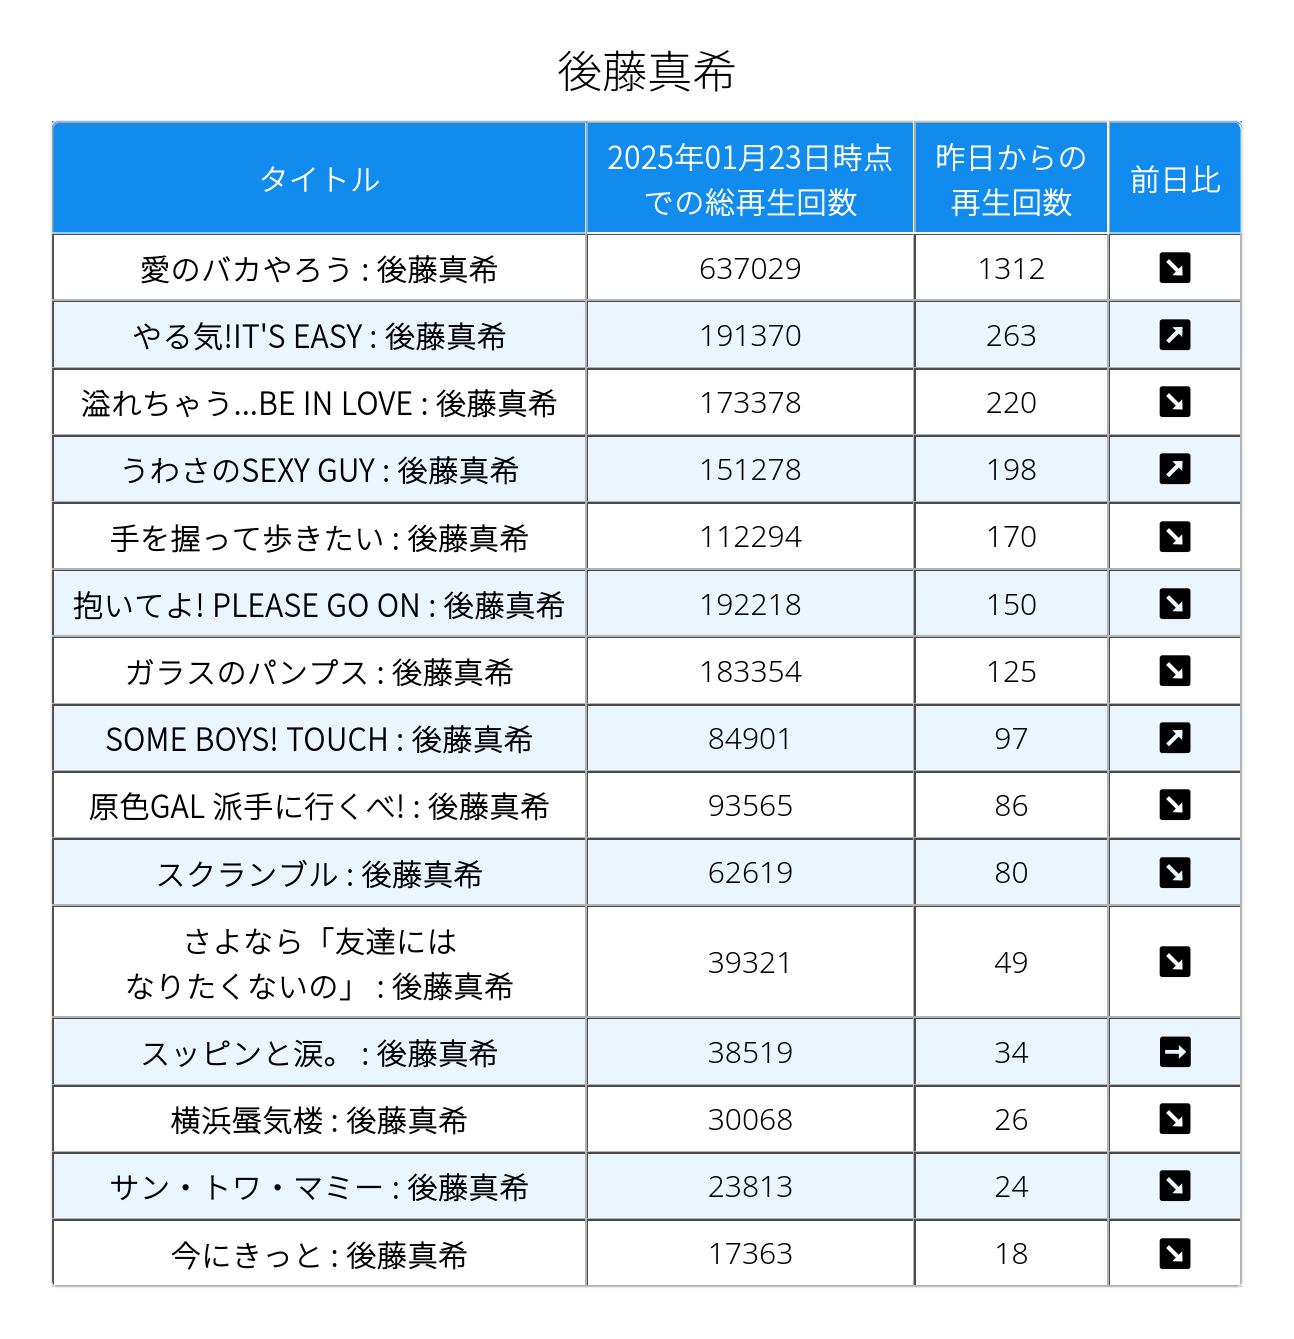 後藤真希
タイトル
2025年01月23日時点
での総再生回数
昨日からの
再生回数
前日比
愛のバカやろう : 後藤真希 637029 1312 ↘
やる気!IT'S EASY : 後藤真希 191370 263 ↗
溢れちゃう...BE IN LOVE : 後藤真希 173378 220 ↘
うわさのSEXY GUY : 後藤真希 151278 198 ↗
手を握って歩きたい : 後藤真希 112294 170 ↘
抱いてよ! PLEASE GO ON : 後藤真希 192218 150 ↘
ガラスのパンプス : 後藤真希 183354 125 ↘
SOME BOYS! TOUCH : 後藤真希 84901 97 ↗
原色GAL 派手に行くべ! : 後藤真希 93565 86 ↘
スクランブル : 後藤真希 62619 80 ↘
さよなら「友達には
なりたくないの」 : 後藤真希 39321 49 ↘
スッピンと涙。 : 後藤真希 38519 34 →
横浜蜃気楼 : 後藤真希 30068 26 ↘
サン・トワ・マミー : 後藤真希 23813 24 ↘
今にきっと : 後藤真希 17363 18 ↘